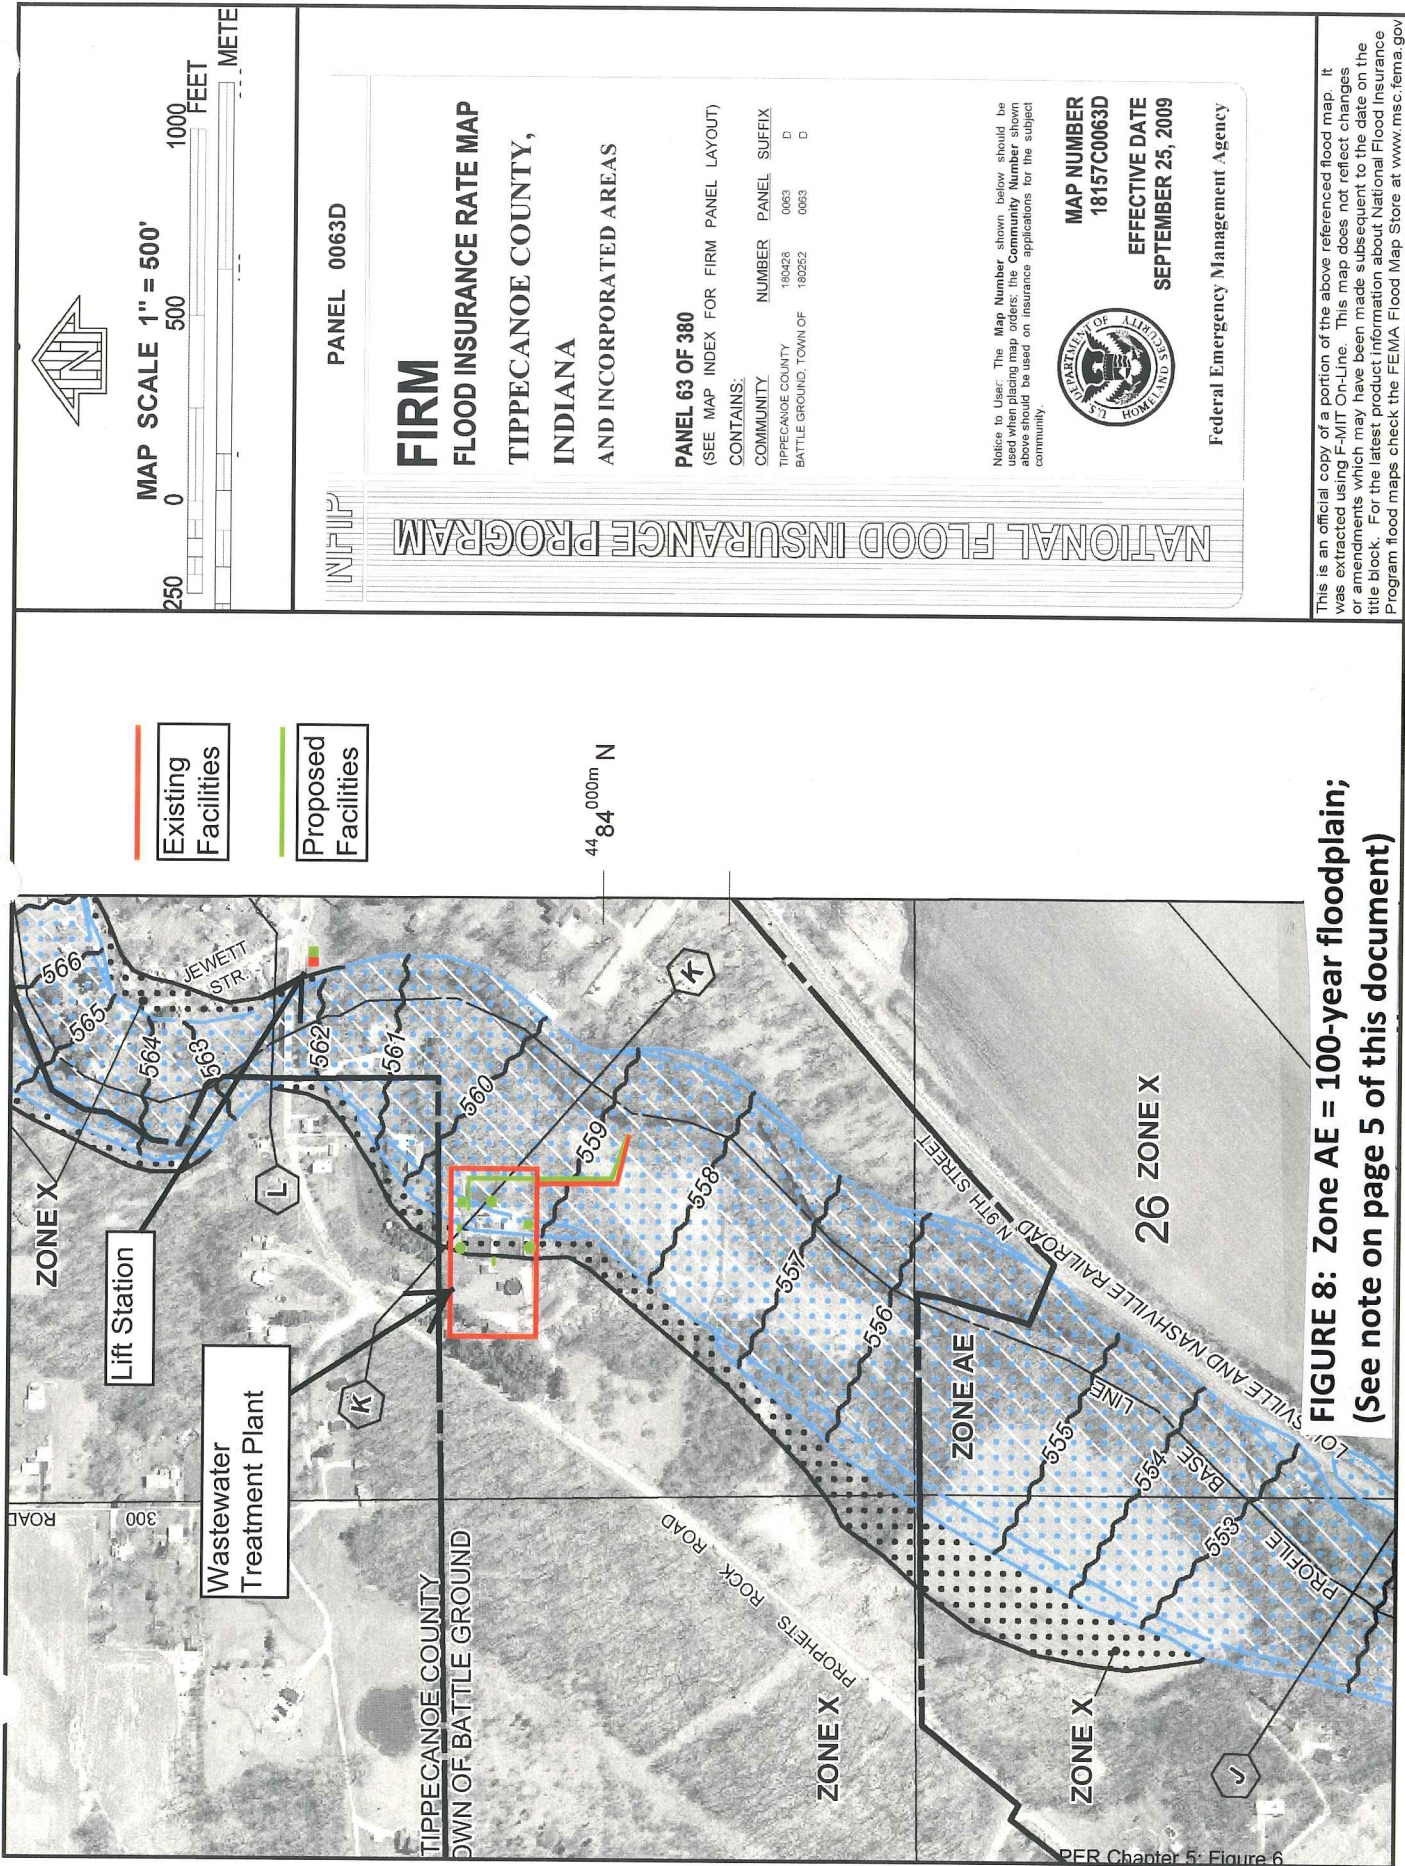 ZONE X
Lift Station
Wastewater
Treatment Plant
ROAD
300
TIPPECANOE COUNTY
OWN OF BATTLE GROUND
ZONE X
ZONE X
PROPHETS ROCK ROAD
JEWETT
STR.
566
565
564
563
562
561
560
559
558
557
556
555
554
553
L
K
K
J
ZONE AE
PROFILE BASE LINE
N 9TH STREET
SVILLE AND NASHVILLE RAILROAD
26 ZONE X
44 84 000m N
Existing
Facilities
Proposed
Facilities
FIGURE 8: Zone AE = 100-year floodplain;
(See note on page 5 of this document)
PER Chapter 5: Figure 6
N
MAP SCALE 1" = 500'
250 0 500 1000
FEET
METE
NFIP
PANEL 0063D
NATIONAL FLOOD INSURANCE PROGRAM
FIRM
FLOOD INSURANCE RATE MAP
TIPPECANOE COUNTY,
INDIANA
AND INCORPORATED AREAS
PANEL 63 OF 380
(SEE MAP INDEX FOR FIRM PANEL LAYOUT)
CONTAINS:
COMMUNITY NUMBER PANEL SUFFIX
TIPPECANOE COUNTY 180428 0063 D
BATTLE GROUND, TOWN OF 180252 0063 D
Notice to User: The Map Number shown below should be
used when placing map orders; the Community Number shown
above should be used on insurance applications for the subject
community.
U.S. DEPARTMENT OF HOMELAND SECURITY
MAP NUMBER
18157C0063D
EFFECTIVE DATE
SEPTEMBER 25, 2009
Federal Emergency Management Agency
This is an official copy of a portion of the above referenced flood map. It
was extracted using F-MIT On-Line. This map does not reflect changes
or amendments which may have been made subsequent to the date on the
title block. For the latest product information about National Flood Insurance
Program flood maps check the FEMA Flood Map Store at www.msc.fema.gov